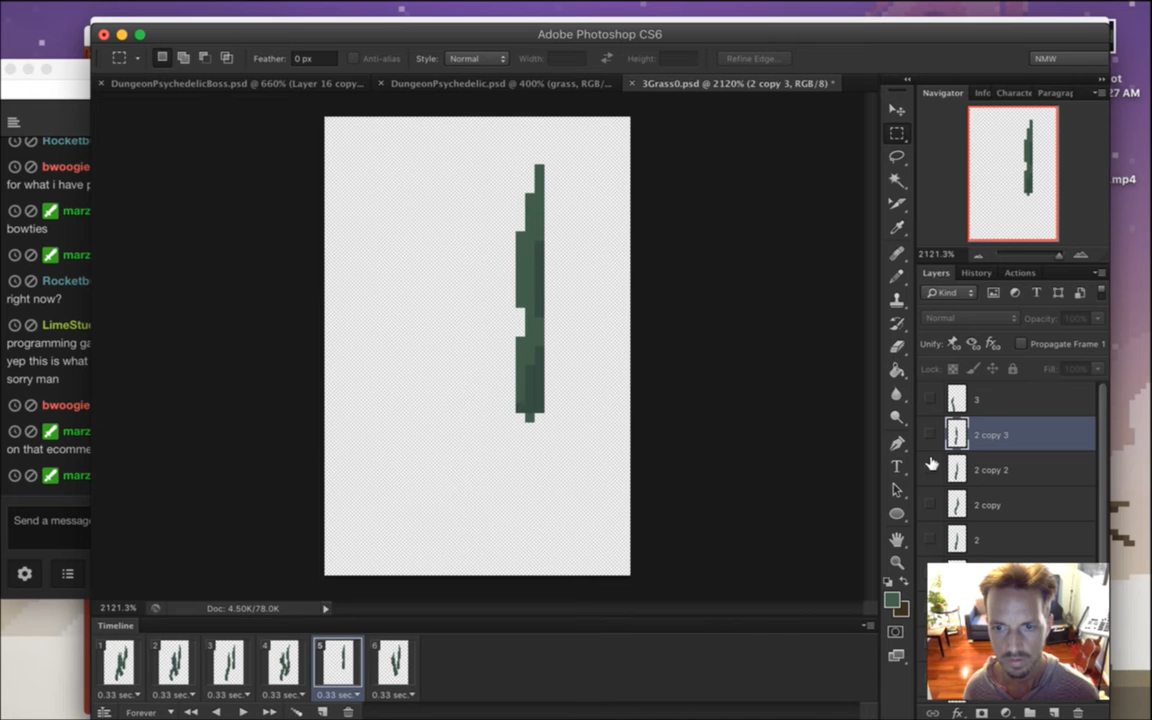 Adobe Photoshop CS6
Feather: 0 px Anti-alias Style: Normal Width: Height: Refine Edge... NMW
DungeonPsychedelicBoss.psd @ 660% (Layer 16 copy... DungeonPsychedelic.psd @ 400% (grass, RGB/... 3Grass0.psd @ 2120% (2 copy 3, RGB/8) *
Navigator Info Characte Paragraj
27 AM
.mp4
2121.3%
Layers History Actions
Kind
Normal Opacity: 100%
Unify: Propagate Frame 1
Lock: Fill: 100%
3
2 copy 3
2 copy 2
2 copy
2
Rocketb
bwoogie
for what i have p
marz
bowties
marz
Rocketb
right now?
LimeStu
programming ga
yep this is what
sorry man
bwoogie
marz
on that ecomme
marz
Send a message
2121.3% Doc: 4.50K/78.0K
Timeline
1 2 3 4 5 6
0.33 sec. 0.33 sec. 0.33 sec. 0.33 sec. 0.33 sec. 0.33 sec.
Forever